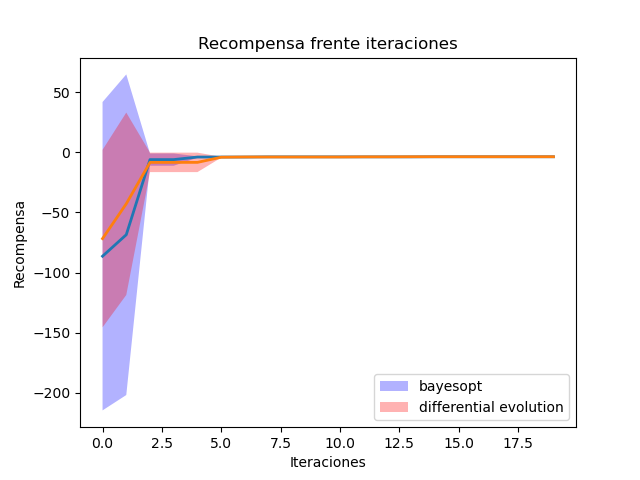 Recompensa frente iteraciones
50
0
−50
−100
−150
−200
Recompensa
0.0 2.5 5.0 7.5 10.0 12.5 15.0 17.5
Iteraciones
bayesopt
differential evolution